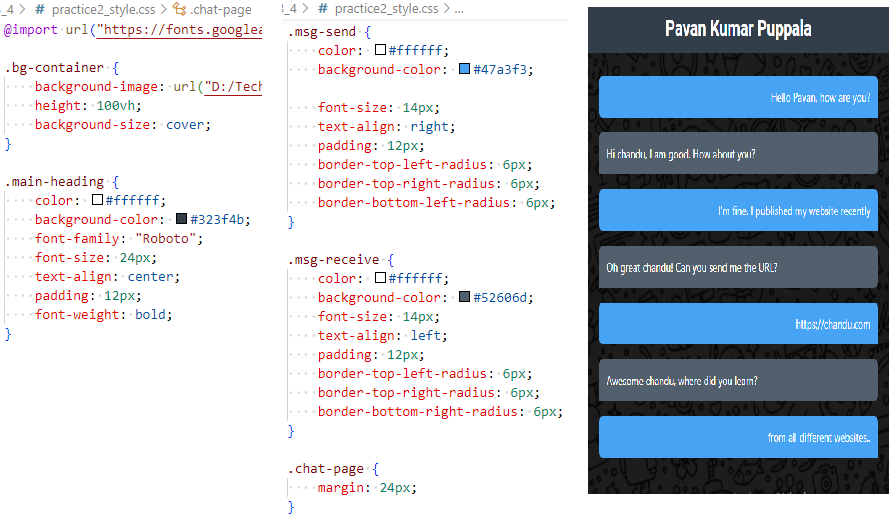 3_4 > # practice2_style.css > .chat-page
@import url("https://fonts.googlea
.bg-container {
background-image: url("D:/Tech
height: 100vh;
background-size: cover;
}
.main-heading {
color: #ffffff;
background-color: #323f4b;
font-family: "Roboto";
font-size: 24px;
text-align: center;
padding: 12px;
font-weight: bold;
}
3_4 > # practice2_style.css > ...
.msg-send {
color: #ffffff;
background-color: #47a3f3;
font-size: 14px;
text-align: right;
padding: 12px;
border-top-left-radius: 6px;
border-top-right-radius: 6px;
border-bottom-left-radius: 6px;
}
.msg-receive {
color: #ffffff;
background-color: #52606d;
font-size: 14px;
text-align: left;
padding: 12px;
border-top-left-radius: 6px;
border-top-right-radius: 6px;
border-bottom-right-radius: 6px;
}
.chat-page {
margin: 24px;
}
Pavan Kumar Puppala
Hello Pavan, how are you?
Hi chandu, I am good. How about you?
I'm fine. I published my website recently
Oh great chandu! Can you send me the URL?
https://chandu.com
Awesome chandu, where did you learn?
from all different websites..